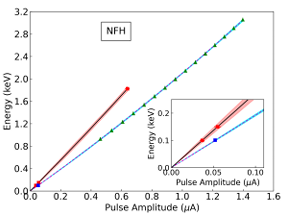 3.2
2.8
2.4
2.0
1.6
1.2
0.8
0.4
0.0
Energy (keV)
NFH
0.2
0.1
0.0
Energy (keV)
0.00 0.05 0.10
Pulse Amplitude (μA)
0.0 0.2 0.4 0.6 0.8 1.0 1.2 1.4 1.6
Pulse Amplitude (μA)